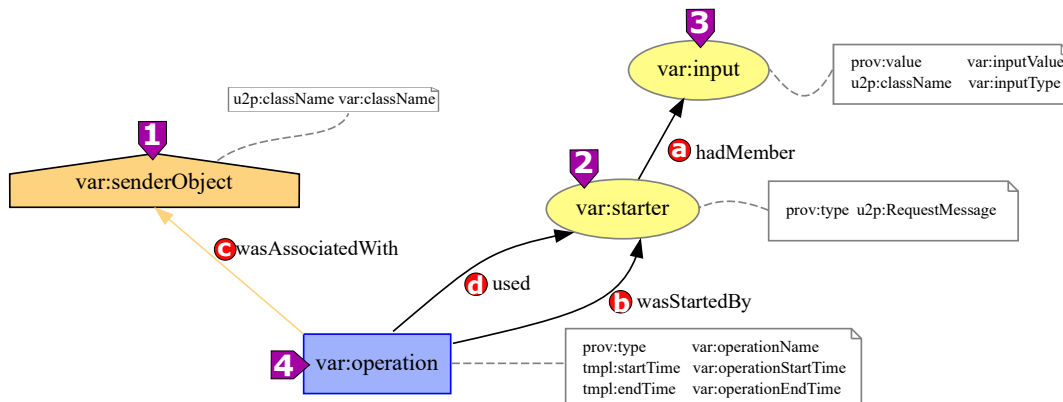 3
var:input
prov:value var:inputValue
u2p:className var:inputType
u2p:className var:className
1
var:senderObject
a hadMember
2
var:starter
prov:type u2p:RequestMessage
c wasAssociatedWith
d used
b wasStartedBy
4
var:operation
prov:type var:operationName
tmpl:startTime var:operationStartTime
tmpl:endTime var:operationEndTime